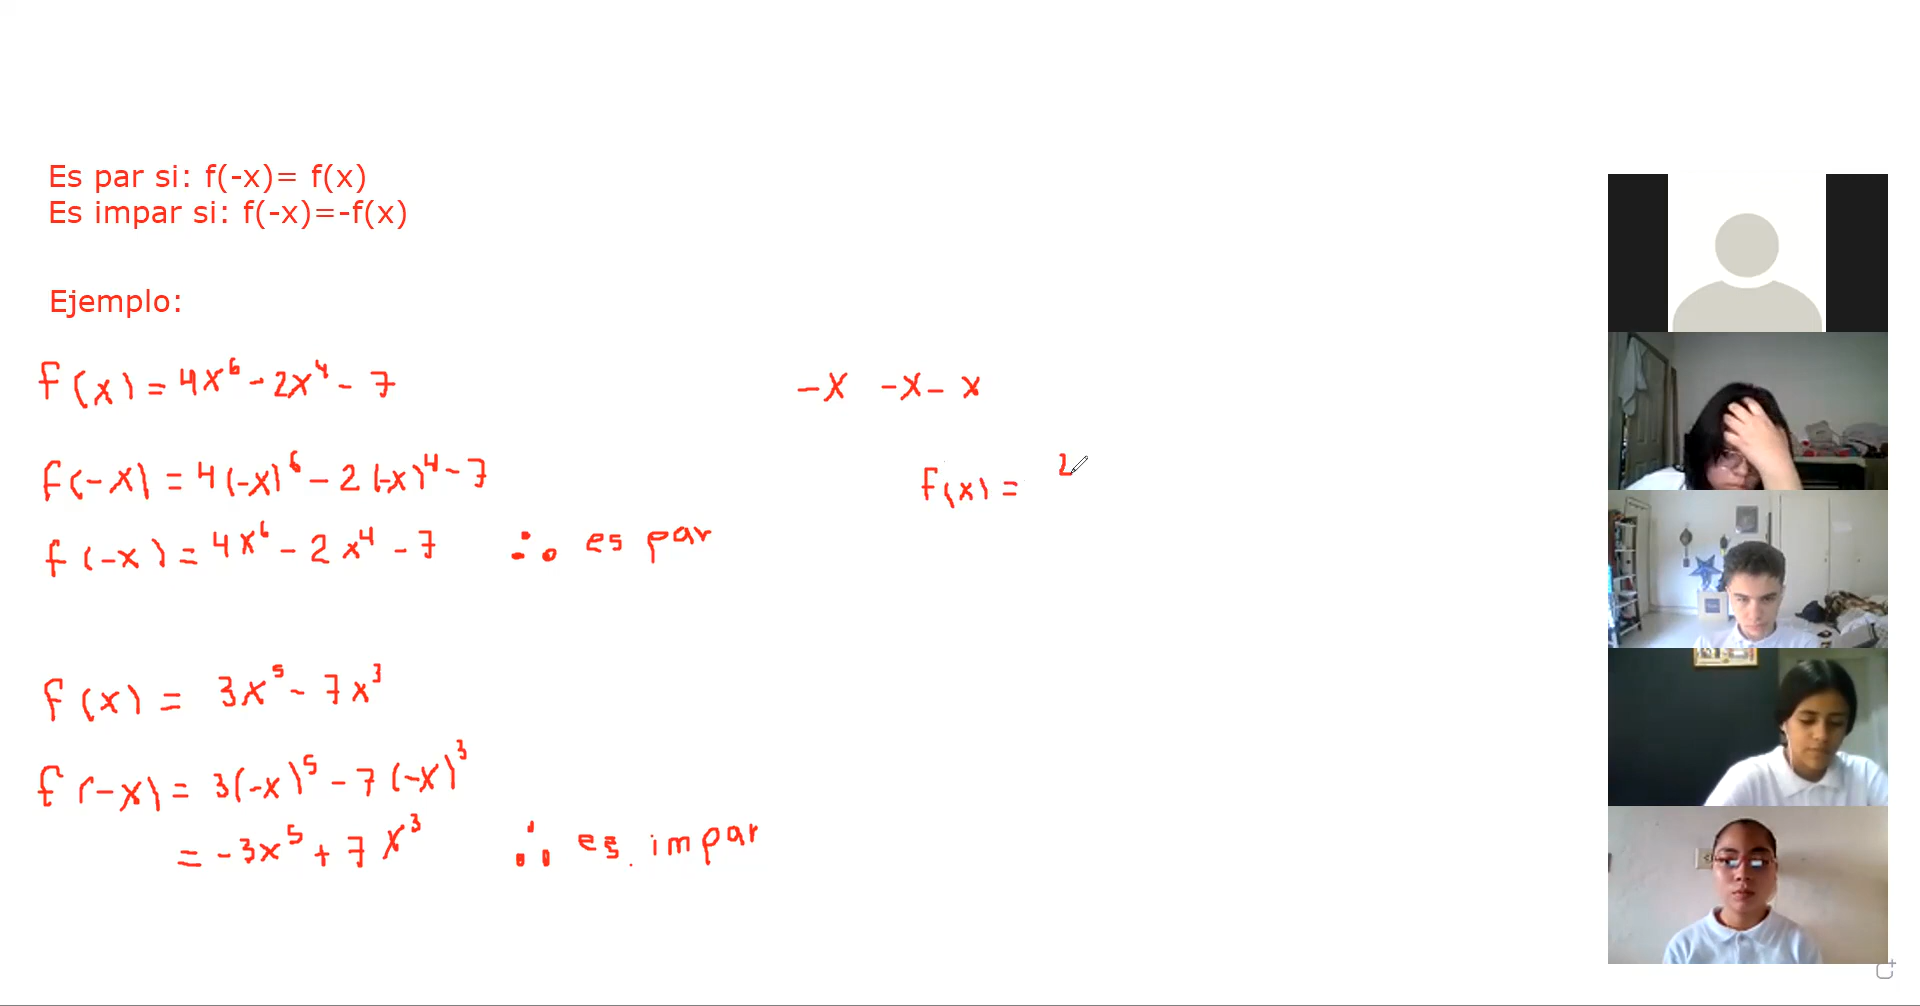 Es par si: f(-x)= f(x)
Es impar si: f(-x)=-f(x)
Ejemplo:
f(x) = 4x⁶ - 2x⁴ - 7
f(-x) = 4(-x)⁶ - 2(-x)⁴ - 7
f(-x) = 4x⁶ - 2x⁴ - 7 ∴ es par
f(x) = 3x⁵ - 7x³
f(-x) = 3(-x)⁵ - 7(-x)³
= -3x⁵ + 7x³ ∴ es impar
-x -x - x
f(x) =